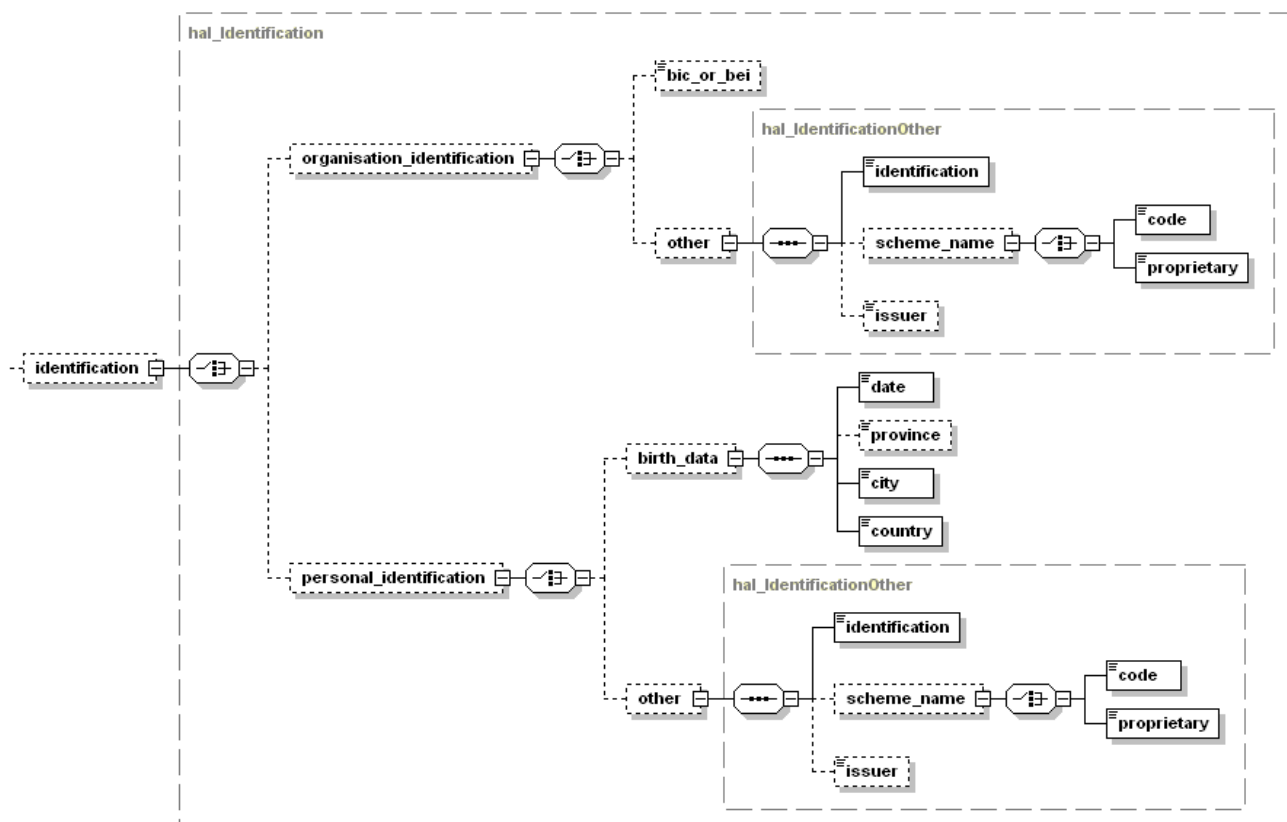 hal_Identification
bic_or_bei
hal_IdentificationOther
organisation_identification
identification
code
other
scheme_name
proprietary
issuer
identification
date
province
birth_data
city
country
personal_identification
hal_IdentificationOther
identification
code
other
scheme_name
proprietary
issuer